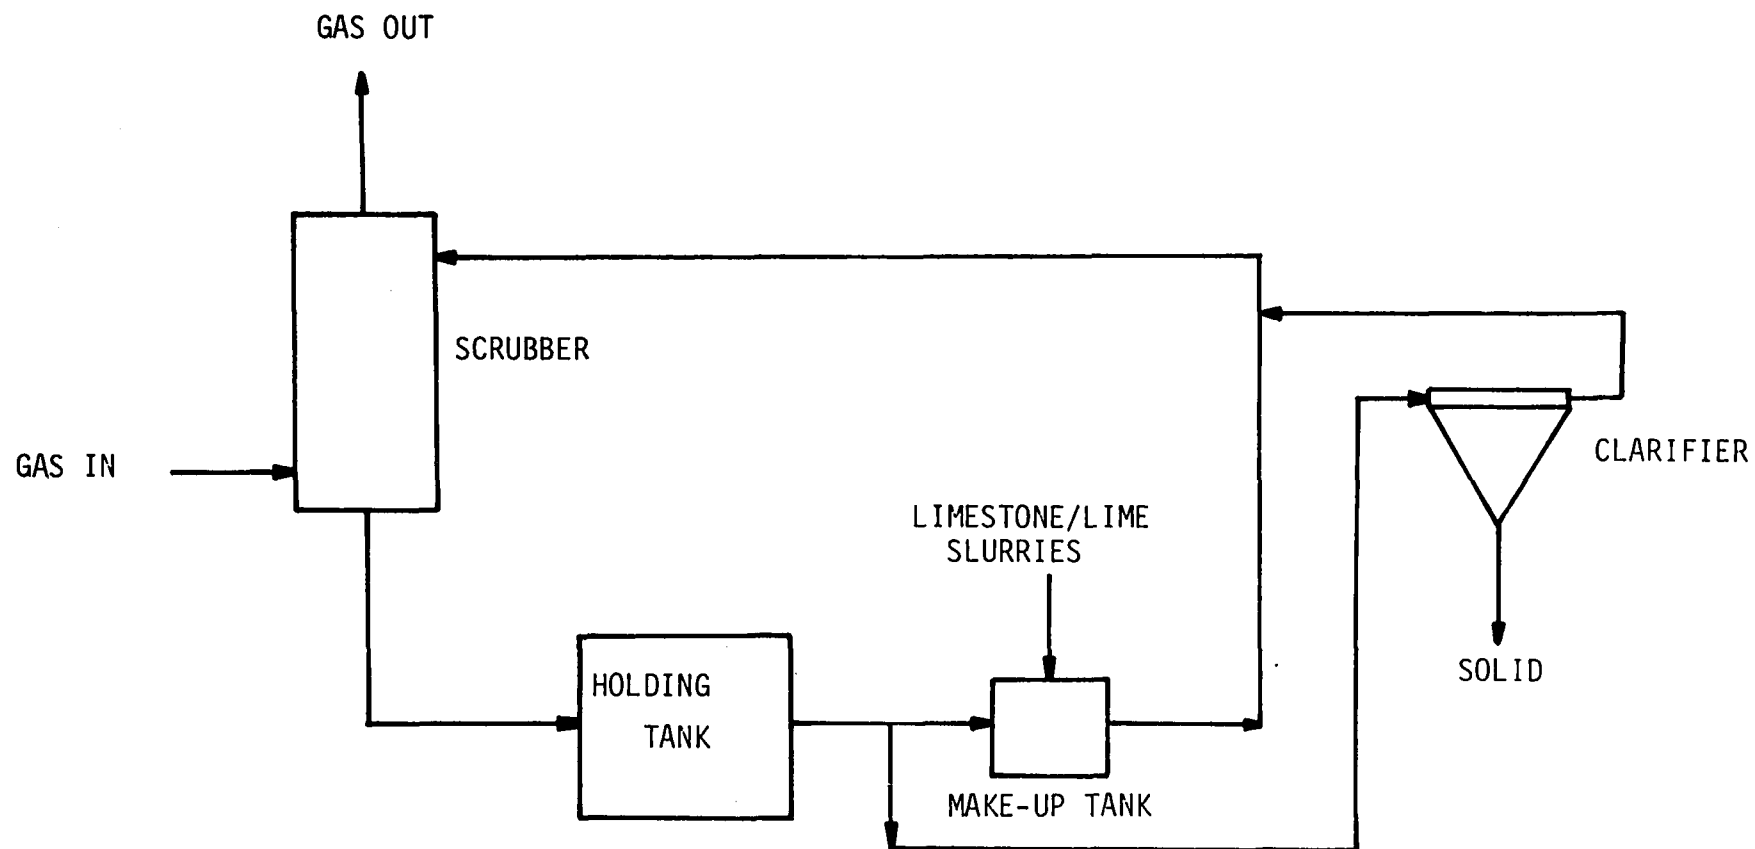 GAS OUT
SCRUBBER
GAS IN
CLARIFIER
LIMESTONE/LIME
SLURRIES
SOLID
HOLDING
TANK
MAKE-UP TANK